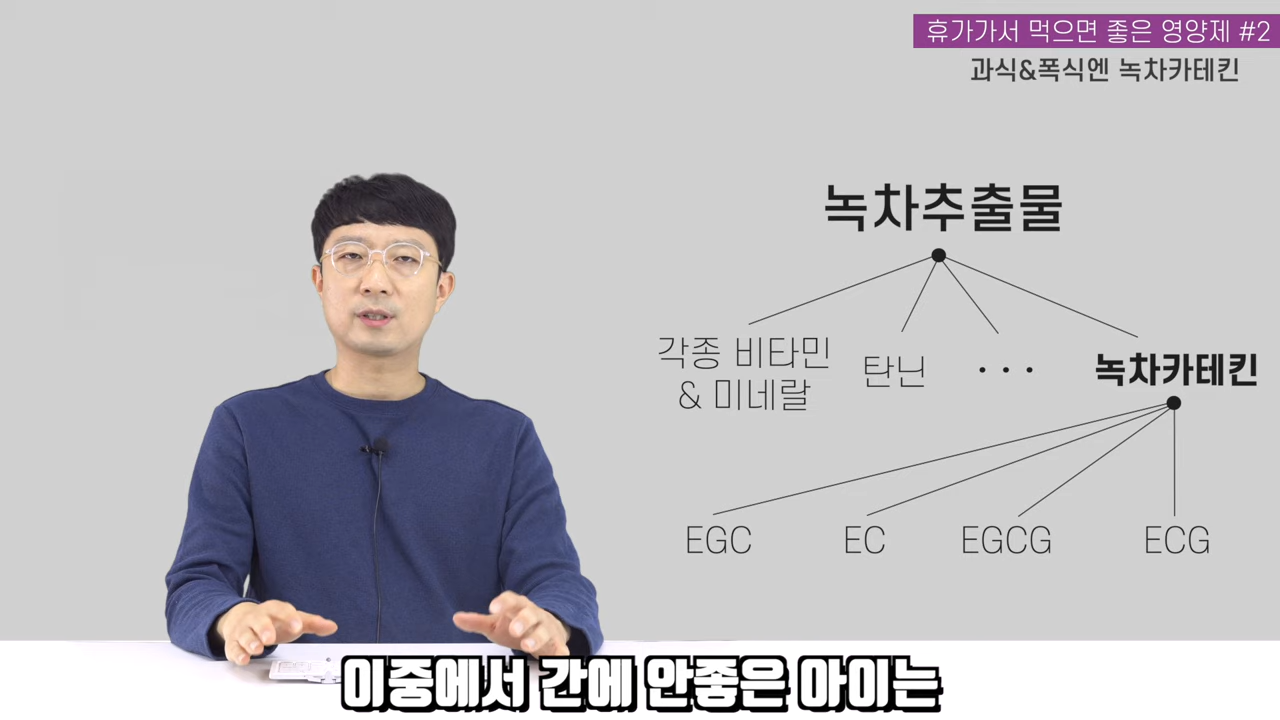 휴가가서 먹으면 좋은 영양제 #2
과식&폭식엔 녹차카테킨
녹차추출물
각종 비타민
& 미네랄
탄닌
• • •
녹차카테킨
EGC
EC
EGCG
ECG
이중에서 간에 안좋은 아이는